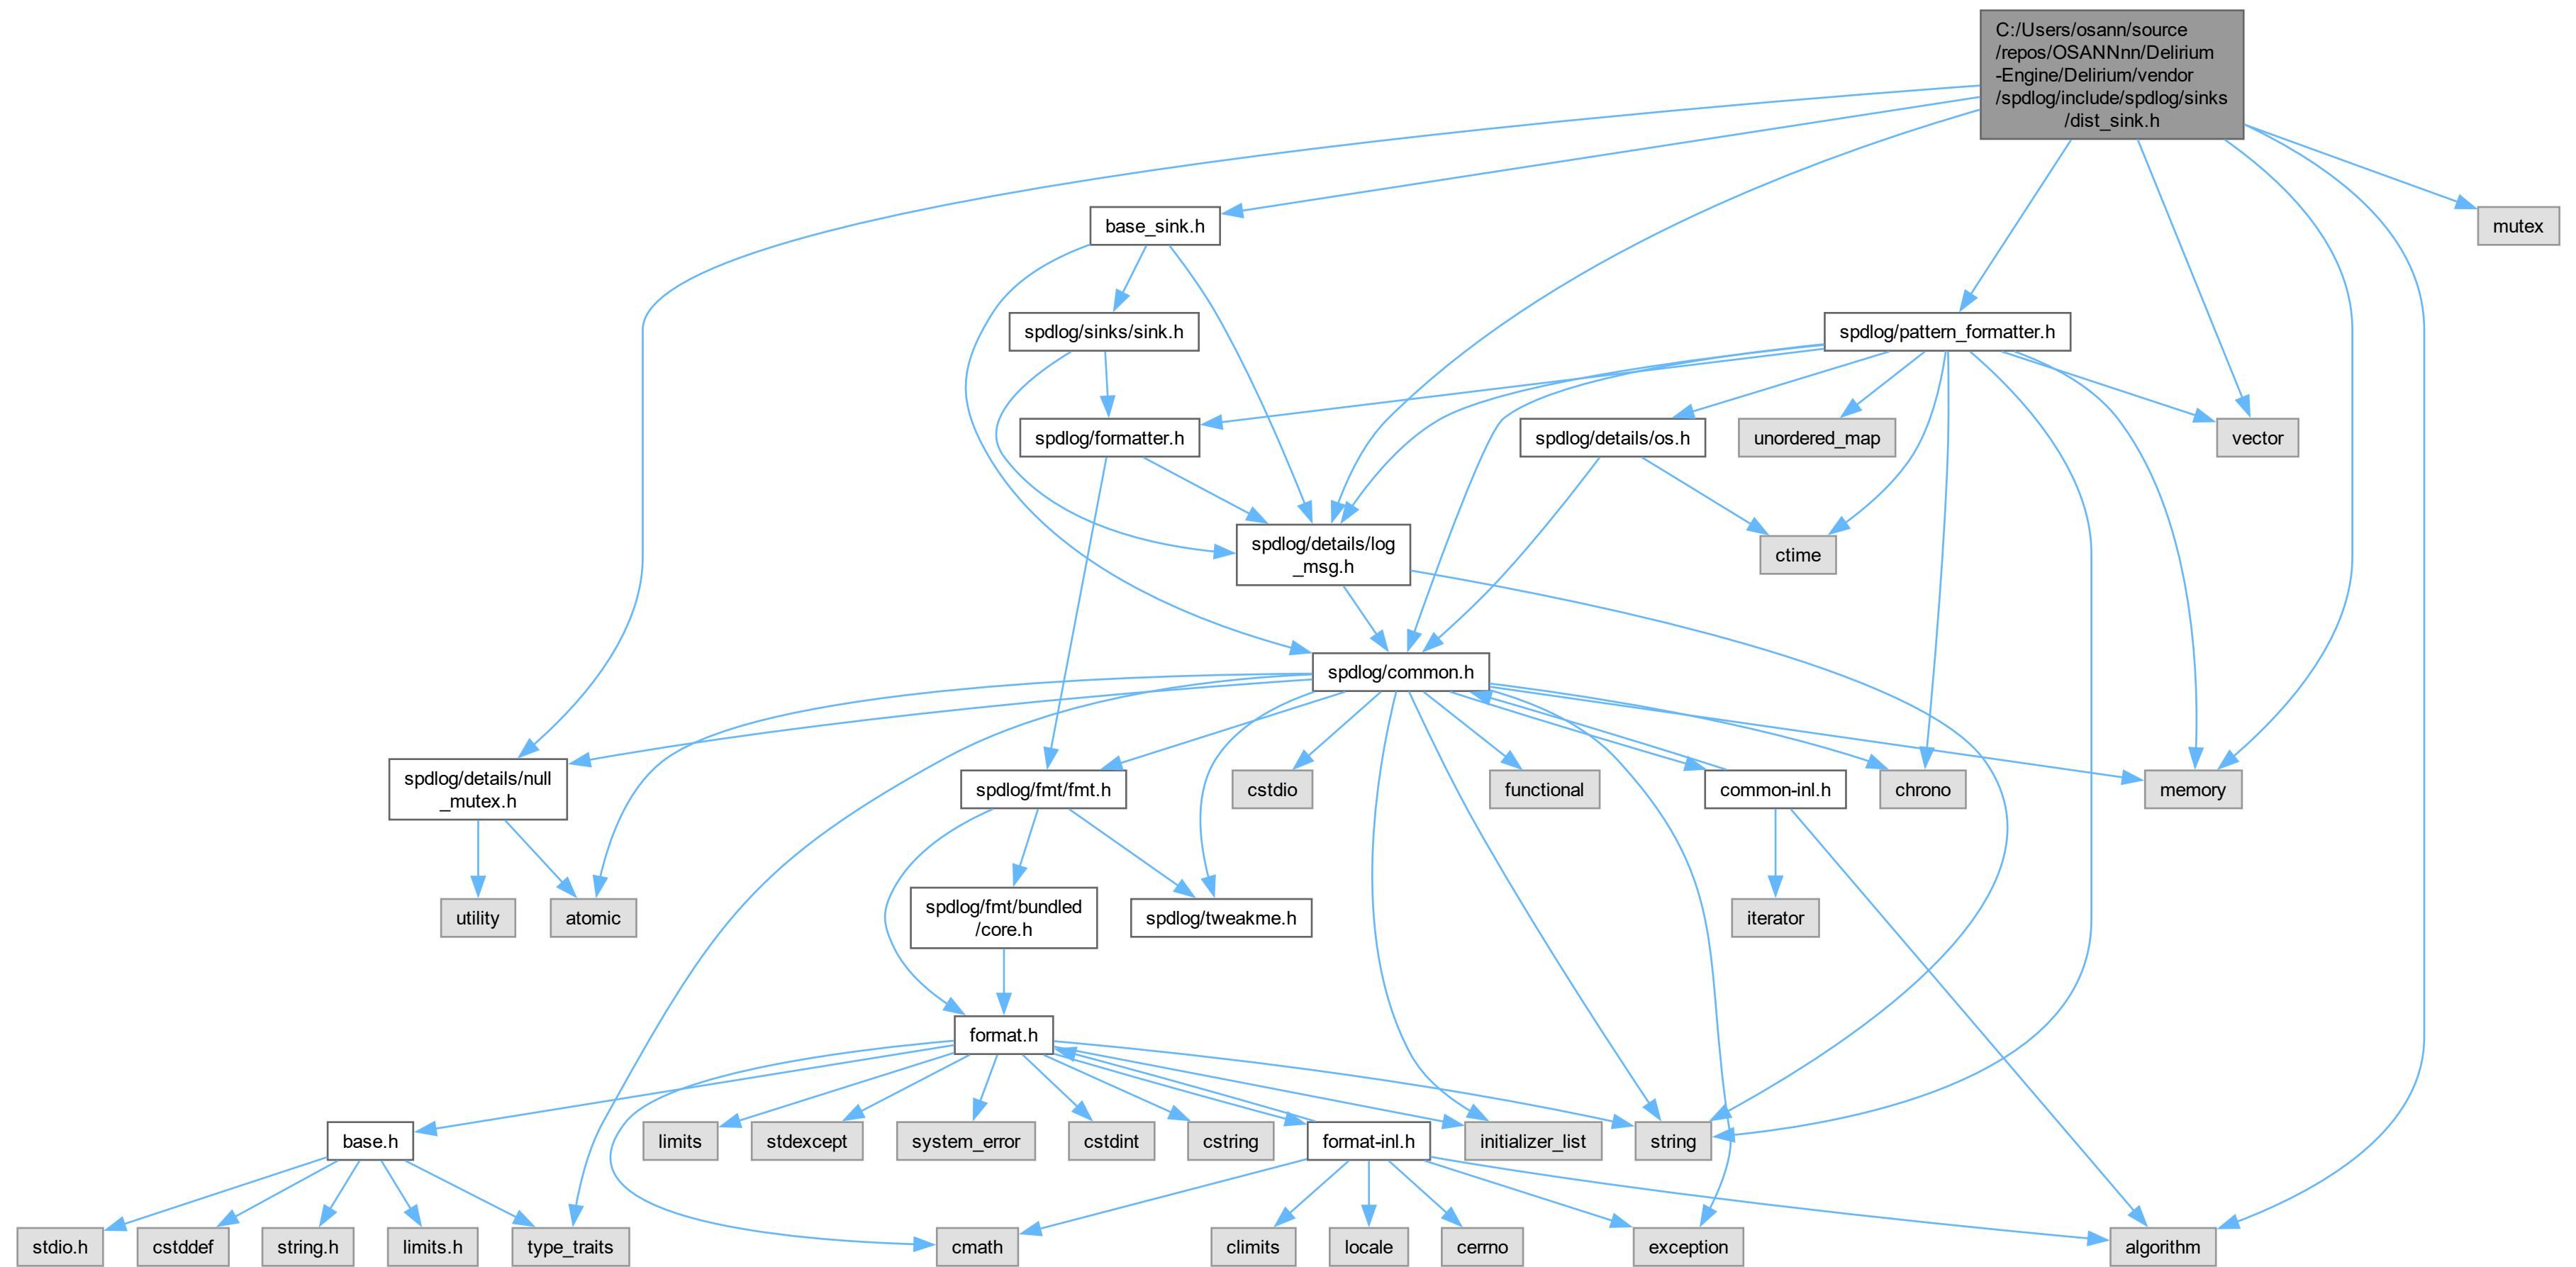 C:/Users/osann/source
/repos/OSANNnn/Delirium
-Engine/Delirium/vendor
/spdlog/include/spdlog/sinks
/dist_sink.h
base_sink.h
mutex
spdlog/sinks/sink.h
spdlog/pattern_formatter.h
spdlog/formatter.h
spdlog/details/os.h
unordered_map
vector
spdlog/details/log
_msg.h
ctime
spdlog/common.h
spdlog/details/null
_mutex.h
spdlog/fmt/fmt.h
cstdio
functional
common-inl.h
chrono
memory
utility
atomic
spdlog/fmt/bundled
/core.h
spdlog/tweakme.h
iterator
format.h
base.h
limits
stdexcept
system_error
cstdint
cstring
format-inl.h
initializer_list
string
stdio.h
cstddef
string.h
limits.h
type_traits
cmath
climits
locale
cerrno
exception
algorithm